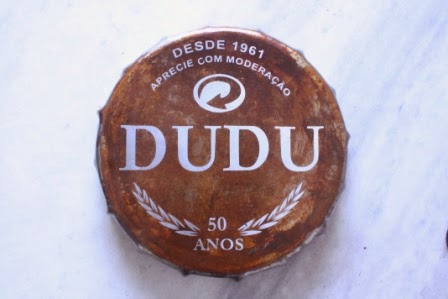 DESDE 1961
APRECIE COM MODERAÇÃO
DUDU
50
ANOS